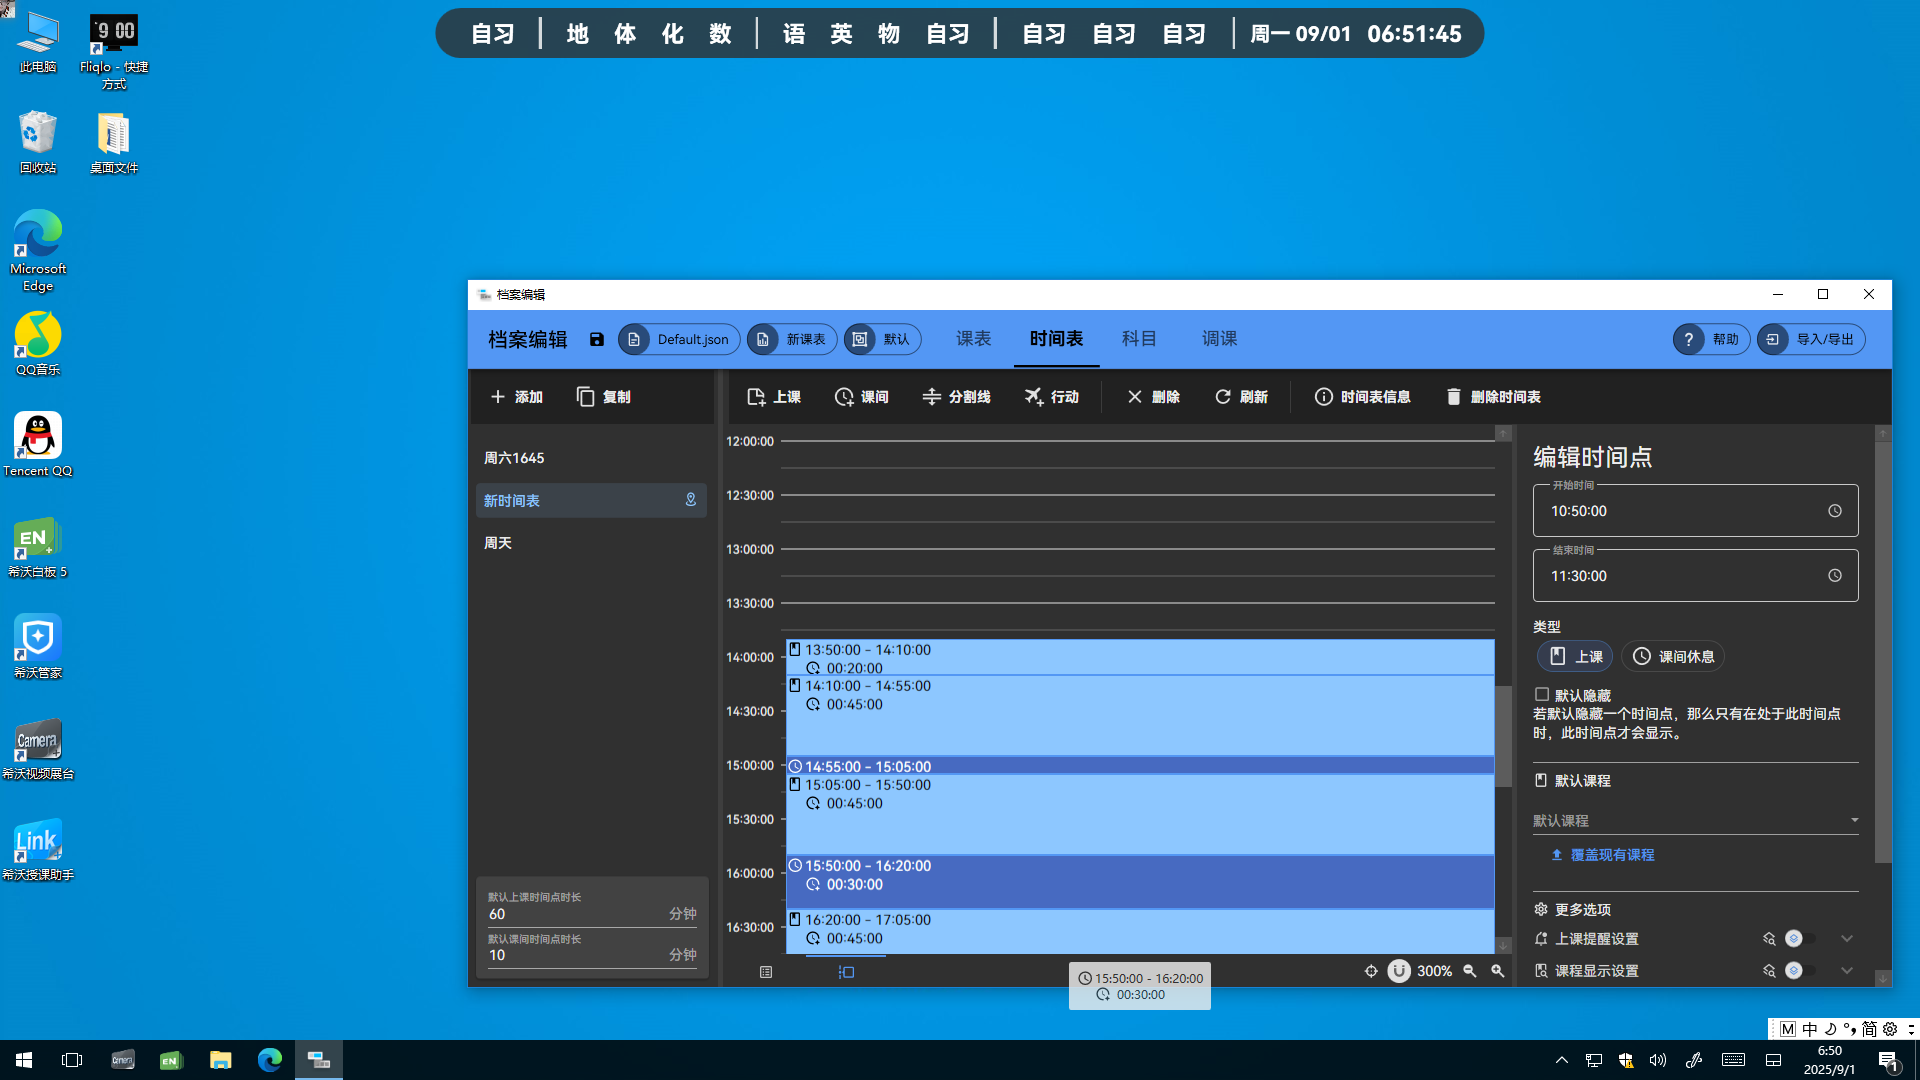 自习 | 地 体 化 数 | 语 英 物 自习 | 自习 自习 自习 | 周一 09/01 06:51:45
此电脑
Fliqlo - 快捷方式
9 00
回收站
桌面文件
Microsoft Edge
QQ音乐
Tencent QQ
EN
希沃白板 5
希沃管家
Camera
希沃视频展台
Link
希沃授课助手
档案编辑
档案编辑 Default.json 新课表 默认 课表 时间表 科目 调课 ? 帮助 导入/导出
添加 复制
上课 课间 分割线 行动 删除 刷新 时间表信息 删除时间表
周六1645
新时间表
周天
默认上课时间点时长
60 分钟
默认课间时间点时长
10 分钟
12:00:00
12:30:00
13:00:00
13:30:00
14:00:00
14:30:00
15:00:00
15:30:00
16:00:00
16:30:00
13:50:00 - 14:10:00
00:20:00
14:10:00 - 14:55:00
00:45:00
14:55:00 - 15:05:00
15:05:00 - 15:50:00
00:45:00
15:50:00 - 16:20:00
00:30:00
16:20:00 - 17:05:00
00:45:00
300%
15:50:00 - 16:20:00
00:30:00
编辑时间点
开始时间
10:50:00
结束时间
11:30:00
类型
上课 课间休息
默认隐藏
若默认隐藏一个时间点，那么只有在处于此时间点
时，此时间点才会显示。
默认课程
默认课程
覆盖现有课程
更多选项
上课提醒设置
课程显示设置
M 中 简
Camera EN
6:50
2025/9/1
1